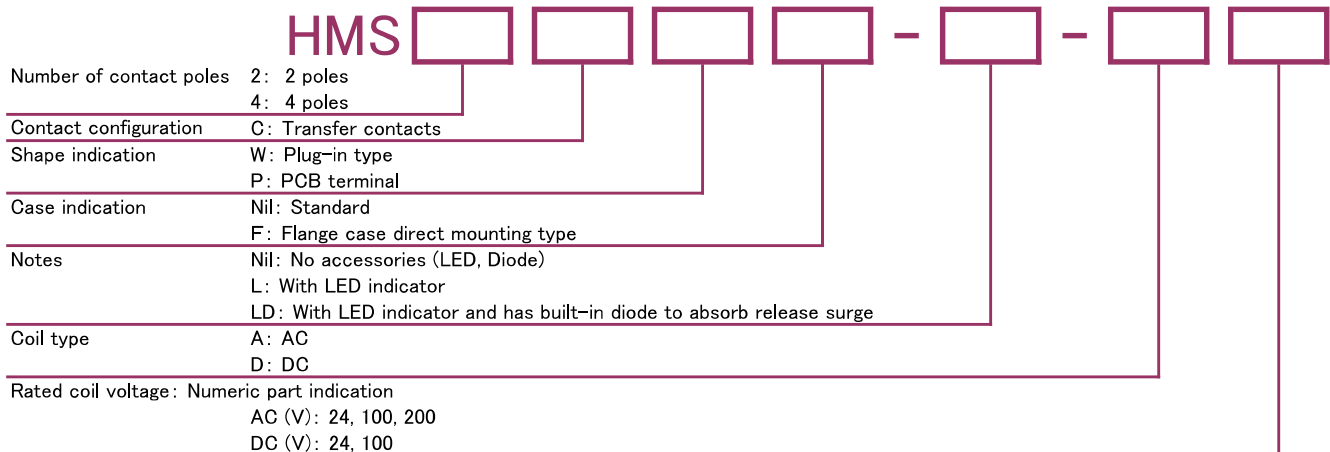 HMS - -
Number of contact poles 2: 2 poles
4: 4 poles
Contact configuration C: Transfer contacts
Shape indication W: Plug-in type
P: PCB terminal
Case indication Nil: Standard
F: Flange case direct mounting type
Notes Nil: No accessories (LED, Diode)
L: With LED indicator
LD: With LED indicator and has built-in diode to absorb release surge
Coil type A: AC
D: DC
Rated coil voltage: Numeric part indication
AC (V): 24, 100, 200
DC (V): 24, 100